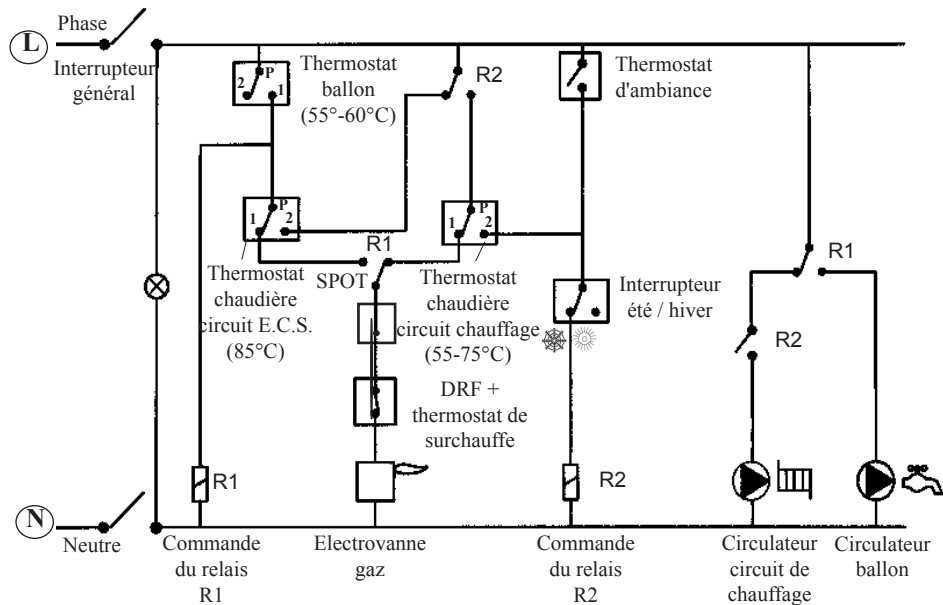 Phase
L
Interrupteur
général
P
2
1
Thermostat
ballon
(55°-60°C)
R2
Thermostat
d'ambiance
P
1
2
R1
SPOT
P
1
2
Thermostat
chaudière
circuit E.C.S.
(85°C)
Thermostat
chaudière
circuit chauffage
(55-75°C)
Interrupteur
été / hiver
R1
R2
DRF +
thermostat de
surchauffe
R1
R2
N
Neutre
Commande
du relais
R1
Electrovanne
gaz
Commande
du relais
R2
Circulateur
circuit de
chauffage
Circulateur
ballon